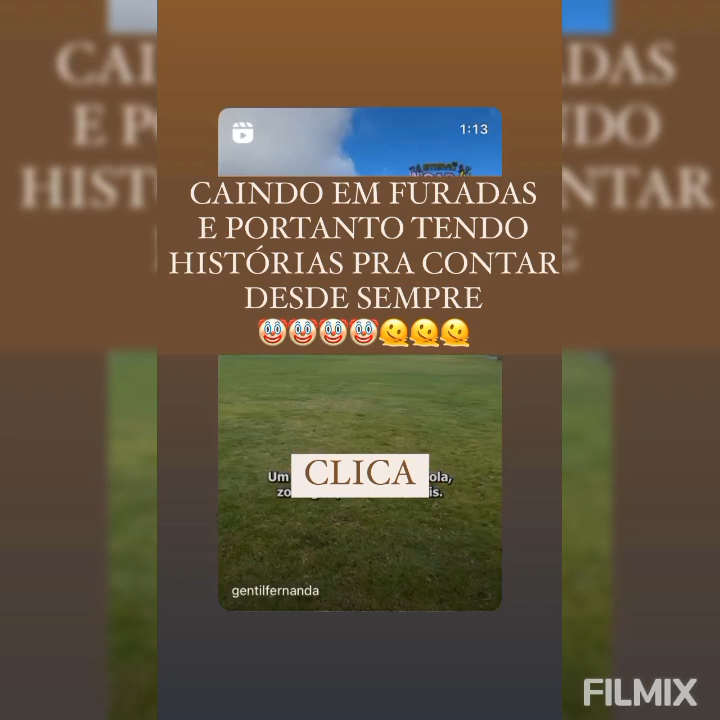 1:13
CAINDO EM FURADAS
E PORTANTO TENDO
HISTÓRIAS PRA CONTAR
DESDE SEMPRE
🤡🤡🤡🤡🫠🫠🫠
CLICA
gentilfernanda
FILMIX